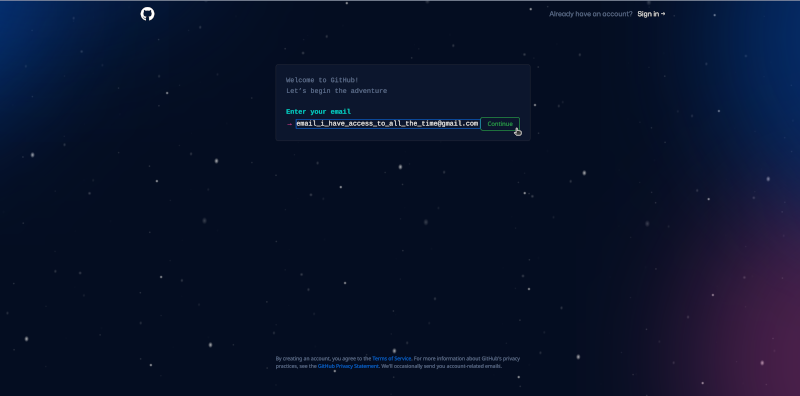 Already have an account? Sign in →
Welcome to GitHub!
Let's begin the adventure
Enter your email
→ email_i_have_access_to_all_the_time@gmail.com Continue
By creating an account, you agree to the Terms of Service. For more information about GitHub's privacy
practices, see the GitHub Privacy Statement. We'll occasionally send you account-related emails.